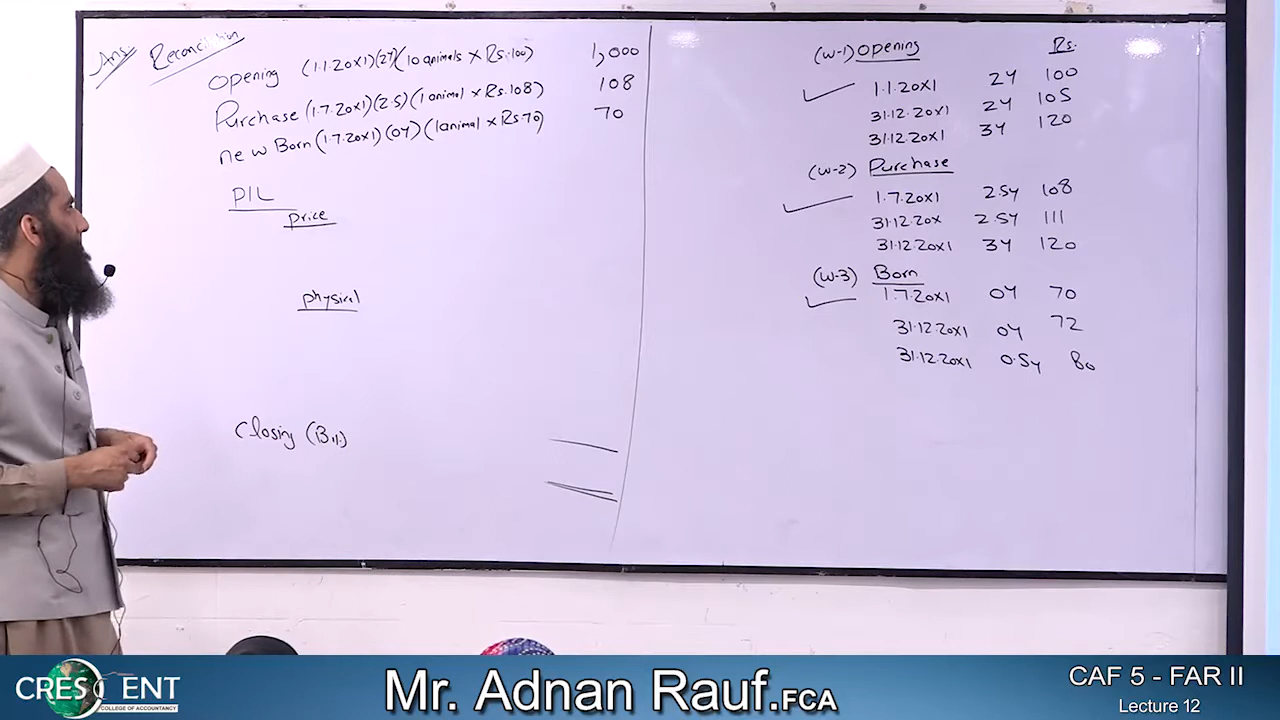 Ans Reconcilation
Opening (1.1.20X1)(2Y)(10 animals × Rs.100) 1,000
Purchase (1.7.20X1)(2.5)(1 animal × Rs.108) 108
new Born (1.7.20X1)(0Y)(1animal × Rs.70) 70
P/L
Price
physical
Closing (B.f.)
(W-1) Opening Rs.
1.1.20X1 2Y 100
31.12.20X1 2Y 105
31.12.20X1 3Y 120
(W-2) Purchase
1.7.20X1 2.5Y 108
31.12.20X 2.5Y 111
31.12.20X1 3Y 120
(W-3) Born
1.7.20X1 0Y 70
31.12.20X1 0Y 72
31.12.20X1 0.5Y 80
CRESCENT
COLLEGE OF ACCOUNTANCY
Mr. Adnan Rauf.FCA
CAF 5 - FAR II
Lecture 12